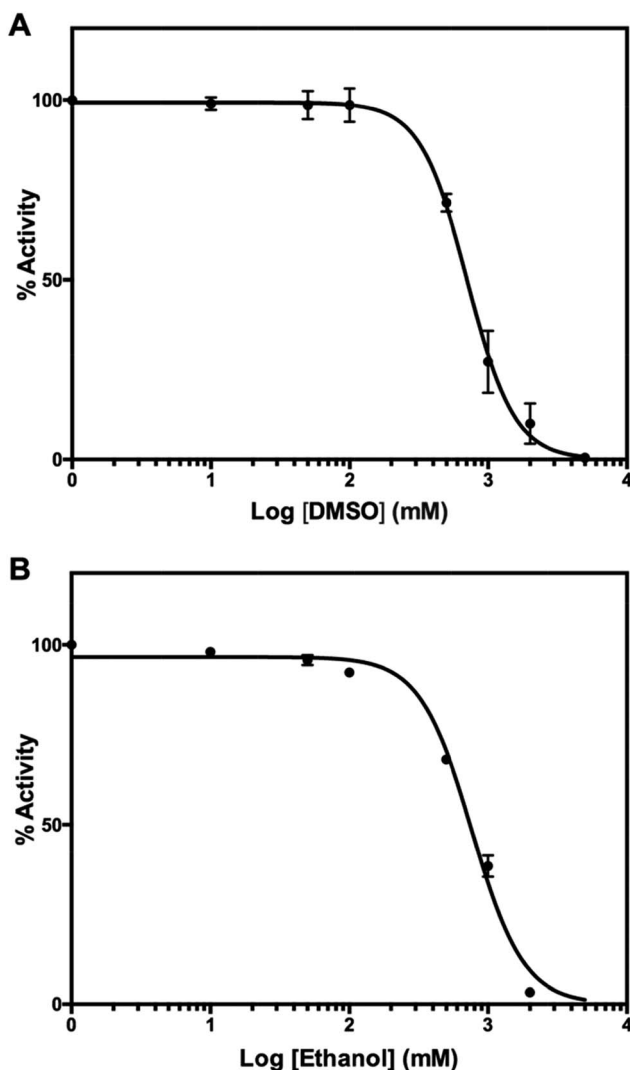 A
100
50
0
% Activity
0 1 2 3 4
Log [DMSO] (mM)
B
100
50
0
% Activity
0 1 2 3 4
Log [Ethanol] (mM)